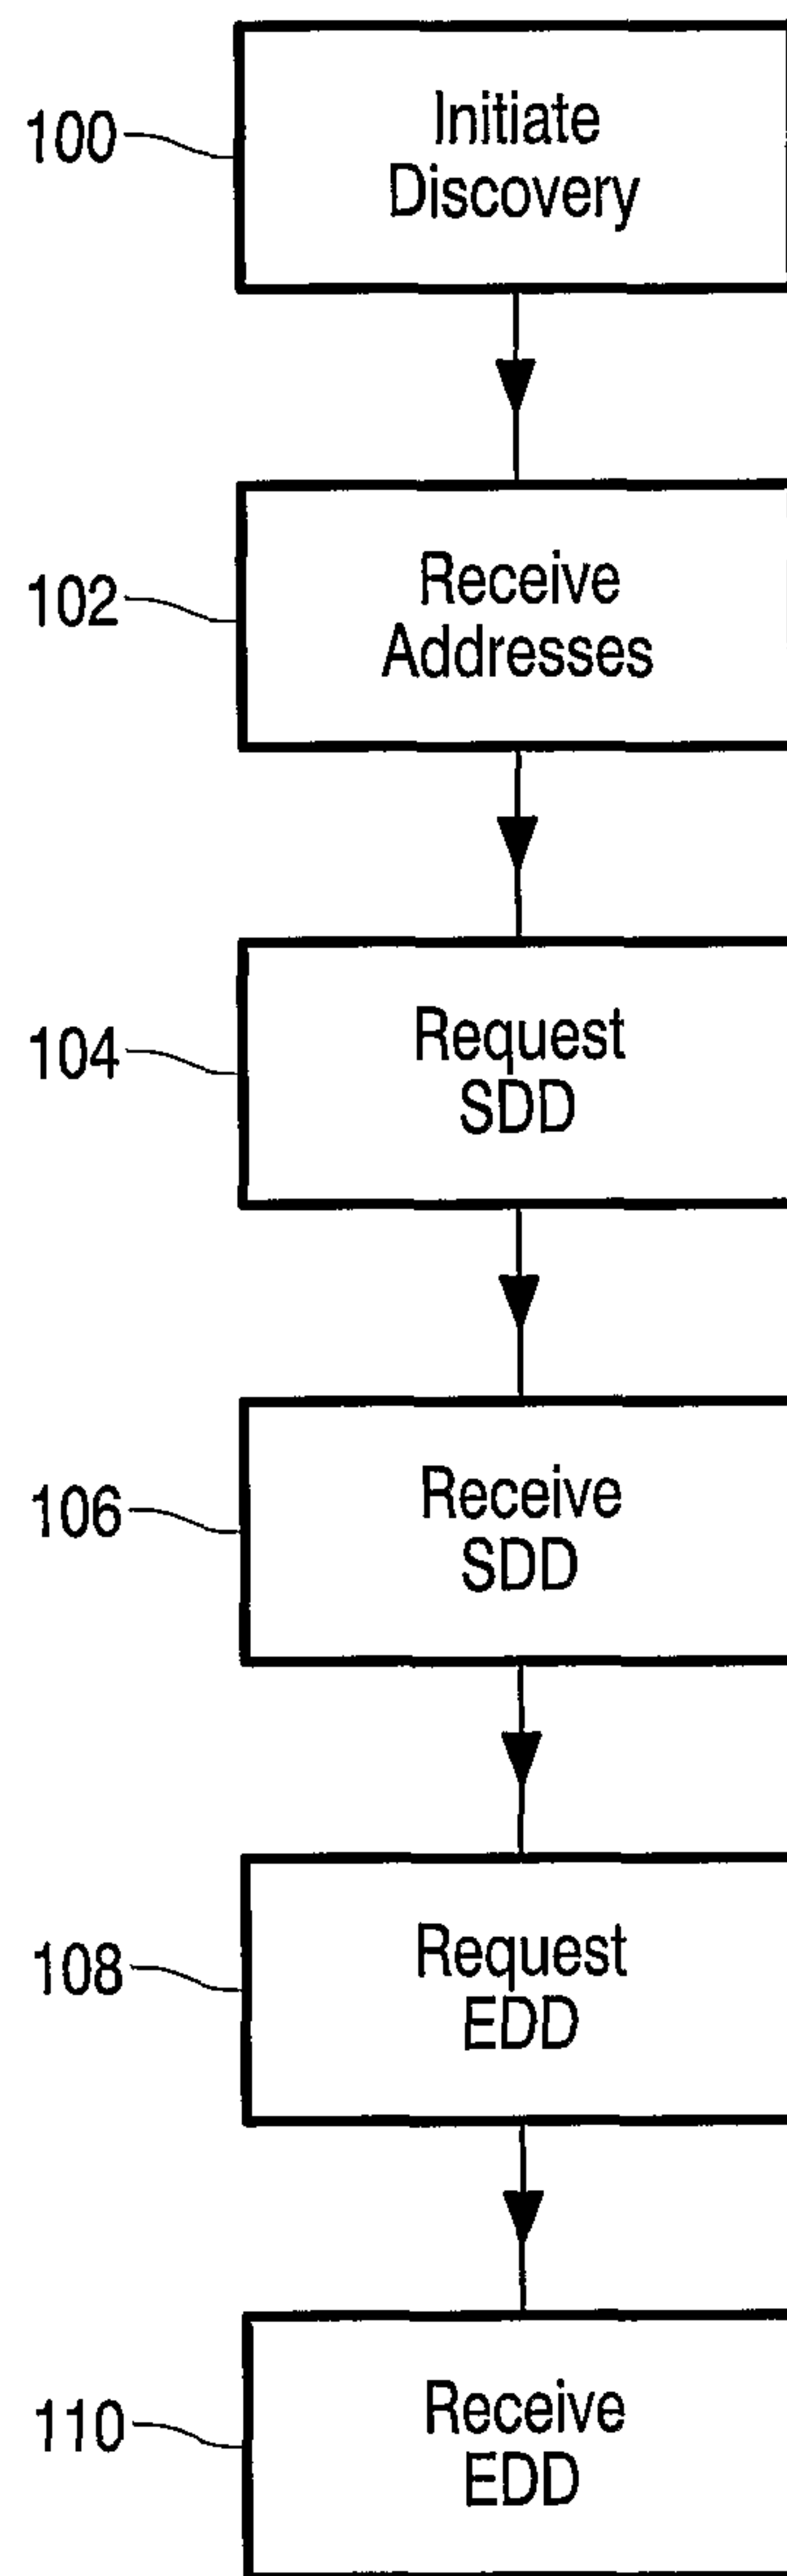 100
Initiate
Discovery
102
Receive
Addresses
104
Request
SDD
106
Receive
SDD
108
Request
EDD
110
Receive
EDD